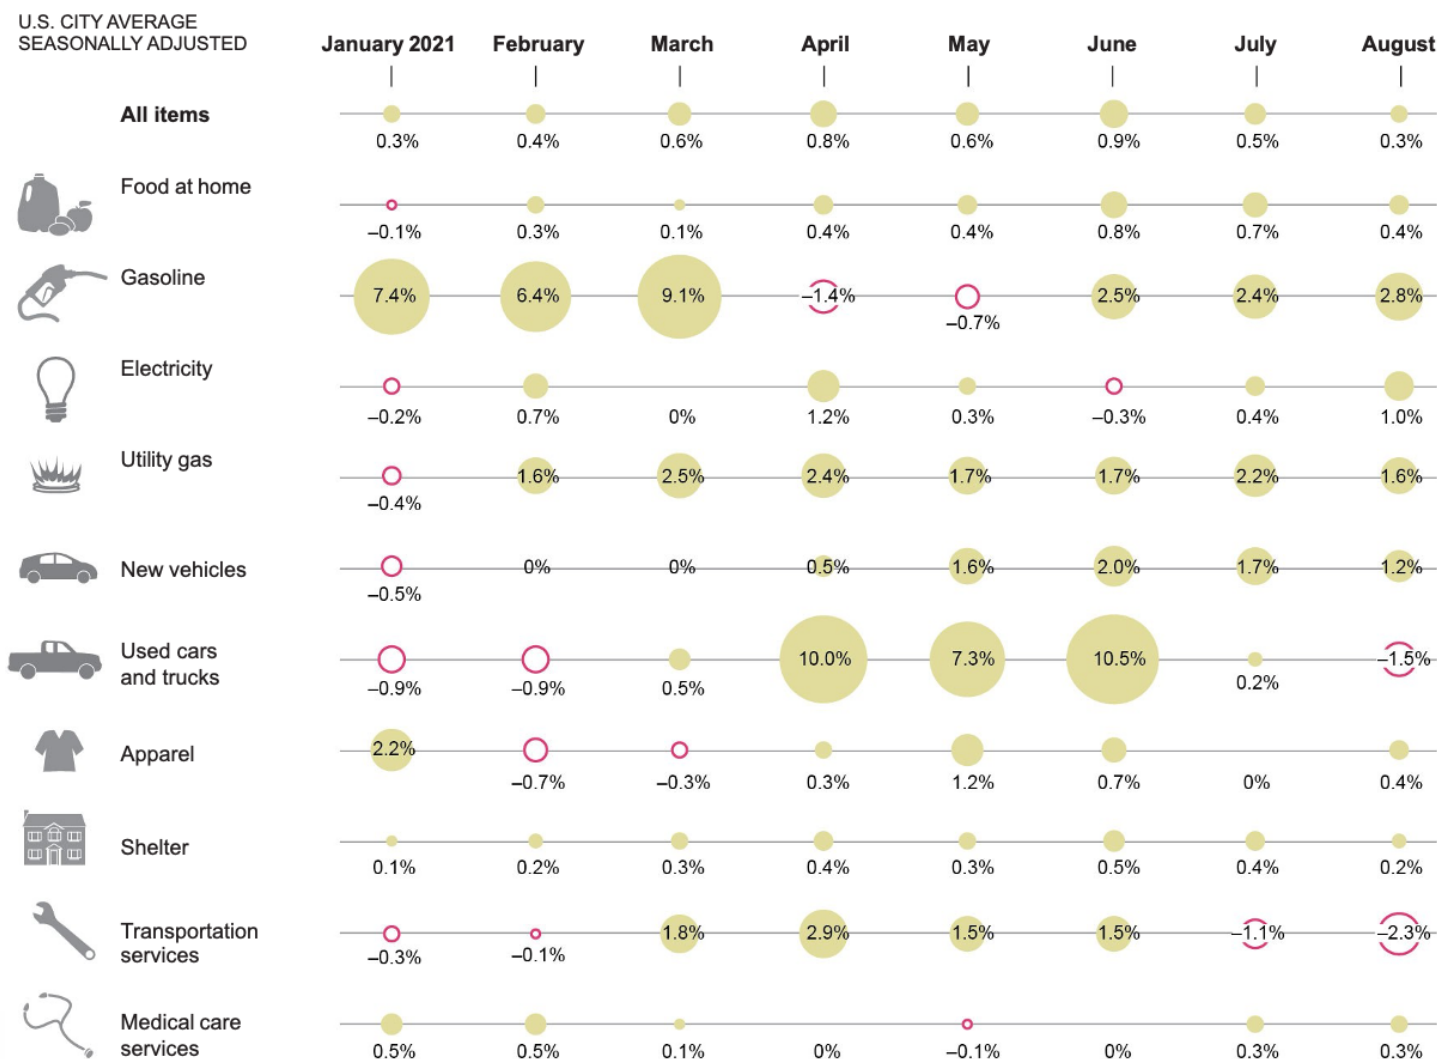 U.S. CITY AVERAGE
SEASONALLY ADJUSTED
January 2021 February March April May June July August
All items
0.3% 0.4% 0.6% 0.8% 0.6% 0.9% 0.5% 0.3%
Food at home
–0.1% 0.3% 0.1% 0.4% 0.4% 0.8% 0.7% 0.4%
Gasoline
7.4% 6.4% 9.1% –1.4% –0.7% 2.5% 2.4% 2.8%
Electricity
–0.2% 0.7% 0% 1.2% 0.3% –0.3% 0.4% 1.0%
Utility gas
–0.4% 1.6% 2.5% 2.4% 1.7% 1.7% 2.2% 1.6%
New vehicles
–0.5% 0% 0% 0.5% 1.6% 2.0% 1.7% 1.2%
Used cars
and trucks
–0.9% –0.9% 0.5% 10.0% 7.3% 10.5% 0.2% –1.5%
Apparel
2.2% –0.7% –0.3% 0.3% 1.2% 0.7% 0% 0.4%
Shelter
0.1% 0.2% 0.3% 0.4% 0.3% 0.5% 0.4% 0.2%
Transportation
services
–0.3% –0.1% 1.8% 2.9% 1.5% 1.5% –1.1% –2.3%
Medical care
services
0.5% 0.5% 0.1% 0% –0.1% 0% 0.3% 0.3%